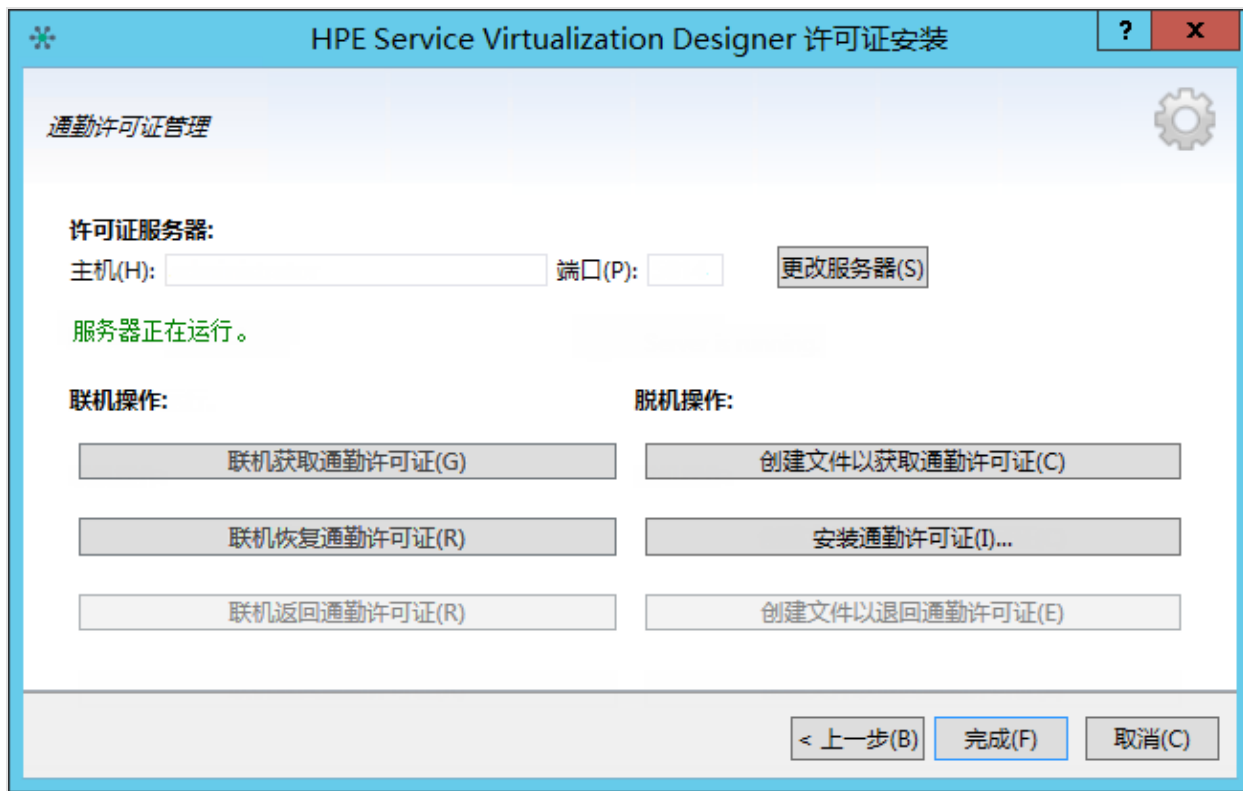 HPE Service Virtualization Designer 许可证安装 ? x
通勤许可证管理
许可证服务器:
主机(H): 端口(P): 更改服务器(S)
服务器正在运行。
联机操作: 脱机操作:
联机获取通勤许可证(G) 创建文件以获取通勤许可证(C)
联机恢复通勤许可证(R) 安装通勤许可证(I)...
联机返回通勤许可证(R) 创建文件以退回通勤许可证(E)
< 上一步(B) 完成(F) 取消(C)